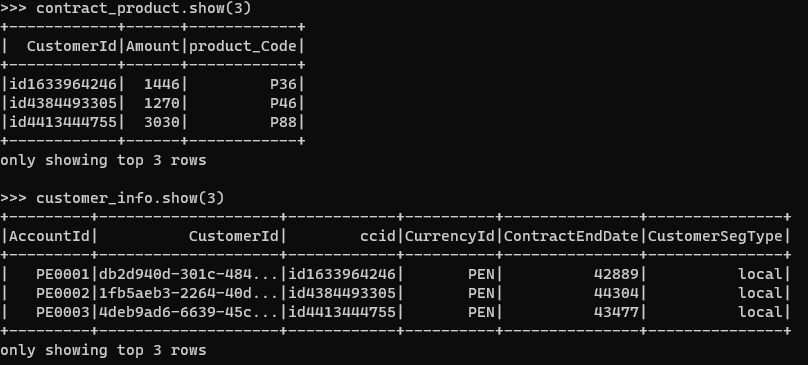 >>> contract_product.show(3)
+------------+------+------------+
|  CustomerId|Amount|product_Code|
+------------+------+------------+
|id1633964246|  1446|         P36|
|id4384493305|  1270|         P46|
|id4413444755|  3030|         P88|
+------------+------+------------+
only showing top 3 rows

>>> customer_info.show(3)
+---------+--------------------+------------+----------+---------------+---------------+
|AccountId|          CustomerId|        ccid|CurrencyId|ContractEndDate|CustomerSegType|
+---------+--------------------+------------+----------+---------------+---------------+
|   PE0001|db2d940d-301c-484...|id1633964246|       PEN|          42889|          local|
|   PE0002|1fb5aeb3-2264-40d...|id4384493305|       PEN|          44304|          local|
|   PE0003|4deb9ad6-6639-45c...|id4413444755|       PEN|          43477|          local|
+---------+--------------------+------------+----------+---------------+---------------+
only showing top 3 rows